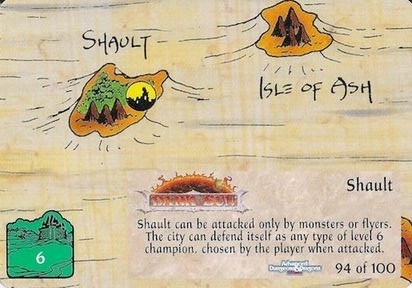 SHAULT
ISLE OF ASH
DARK SUN
Shault
Shault can be attacked only by monsters or flyers.
The city can defend itself as any type of level 6
champion, chosen by the player when attacked.
6
Advanced
Dungeons & Dragons
94 of 100